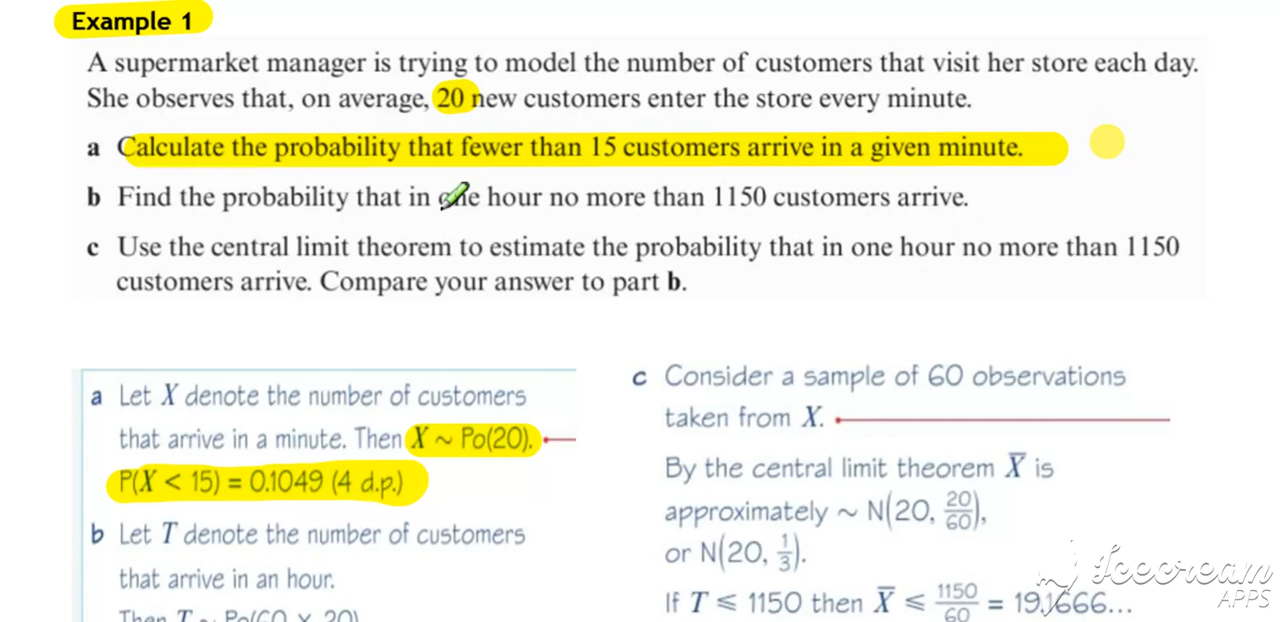 Example 1
A supermarket manager is trying to model the number of customers that visit her store each day.
She observes that, on average, 20 new customers enter the store every minute.
a Calculate the probability that fewer than 15 customers arrive in a given minute.
b Find the probability that in one hour no more than 1150 customers arrive.
c Use the central limit theorem to estimate the probability that in one hour no more than 1150
customers arrive. Compare your answer to part b.
a Let X denote the number of customers
that arrive in a minute. Then X ~ Po(20).
P(X < 15) = 0.1049 (4 d.p.)
b Let T denote the number of customers
that arrive in an hour.
Then T ~ Po(60 × 20)
c Consider a sample of 60 observations
taken from X.
By the central limit theorem X̅ is
approximately ~ N(20, 20/60),
or N(20, 1/3).
If T ⩽ 1150 then X̅ ⩽ 1150/60 = 19.1666...
Icecream
APPS